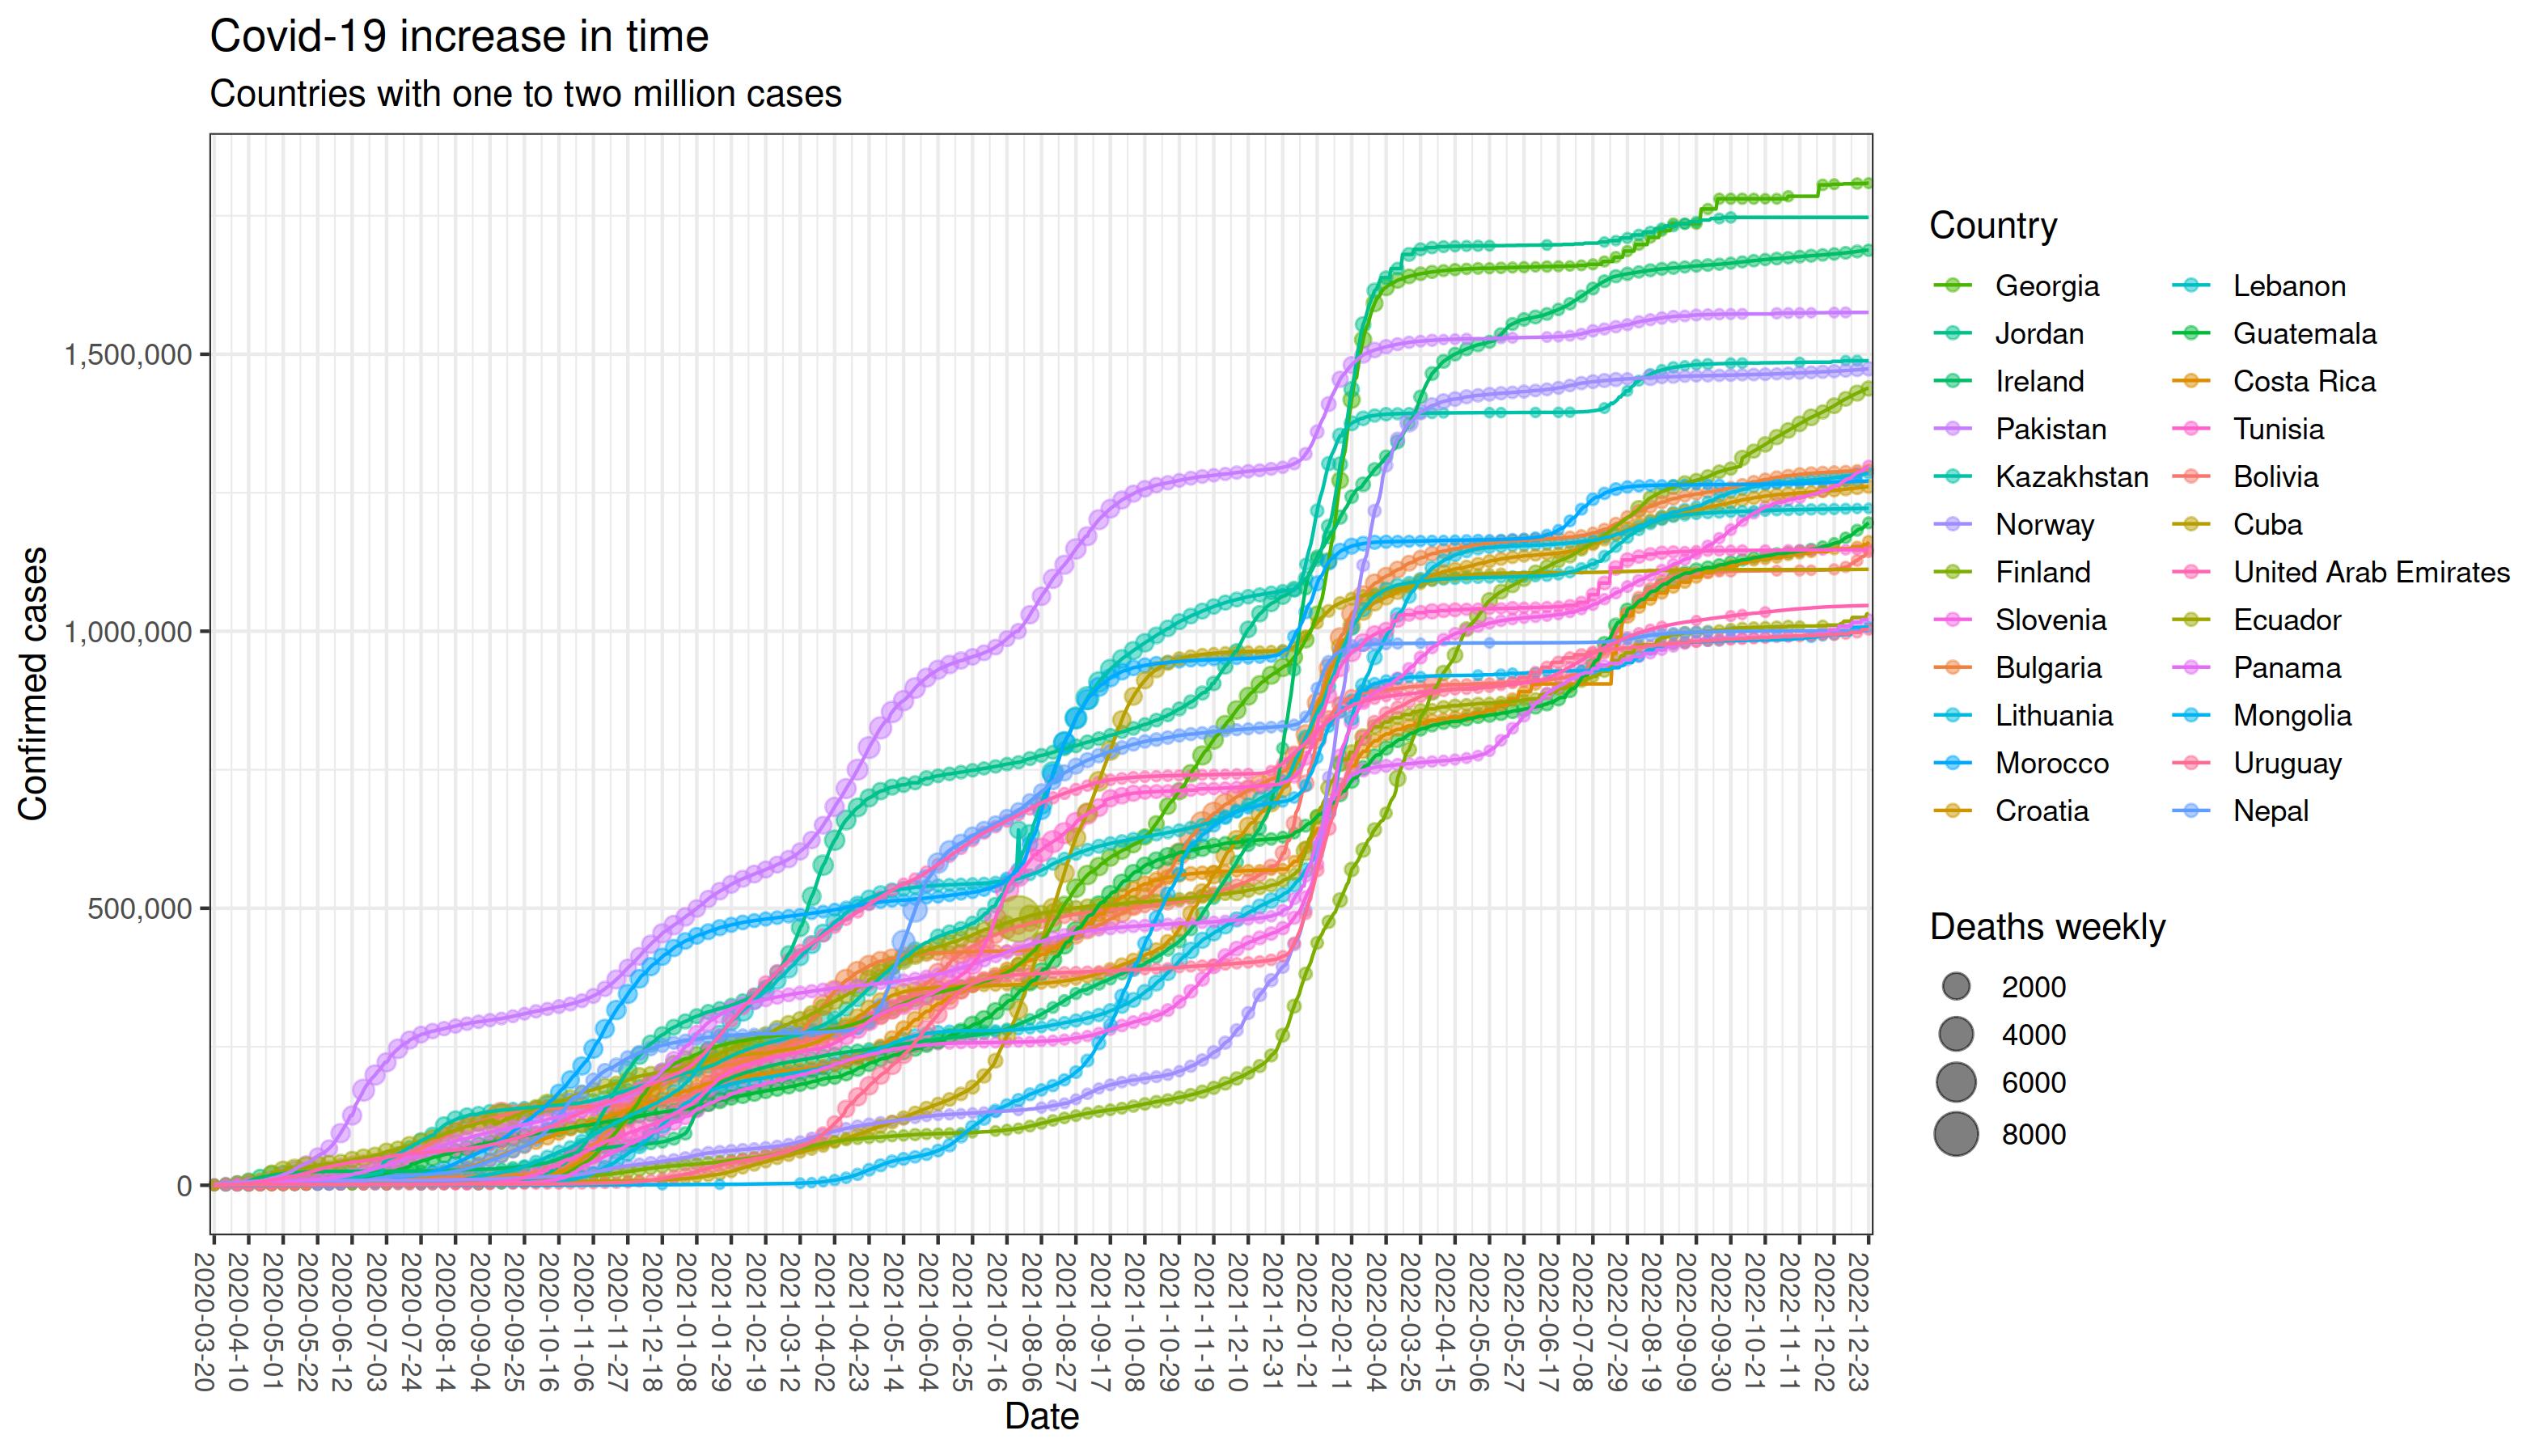 Covid-19 increase in time
Countries with one to two million cases
Confirmed cases
1,500,000
1,000,000
500,000
0
2020-03-20
2020-04-10
2020-05-01
2020-05-22
2020-06-12
2020-07-03
2020-07-24
2020-08-14
2020-09-04
2020-09-25
2020-10-16
2020-11-06
2020-11-27
2020-12-18
2021-01-08
2021-01-29
2021-02-19
2021-03-12
2021-04-02
2021-04-23
2021-05-14
2021-06-04
2021-06-25
2021-07-16
2021-08-06
2021-08-27
2021-09-17
2021-10-08
2021-10-29
2021-11-19
2021-12-10
2021-12-31
2022-01-21
2022-02-11
2022-03-04
2022-03-25
2022-04-15
2022-05-06
2022-05-27
2022-06-17
2022-07-08
2022-07-29
2022-08-19
2022-09-09
2022-09-30
2022-10-21
2022-11-11
2022-12-02
2022-12-23
Date
Country
Georgia
Jordan
Ireland
Pakistan
Kazakhstan
Norway
Finland
Slovenia
Bulgaria
Lithuania
Morocco
Croatia
Lebanon
Guatemala
Costa Rica
Tunisia
Bolivia
Cuba
United Arab Emirates
Ecuador
Panama
Mongolia
Uruguay
Nepal
Deaths weekly
2000
4000
6000
8000